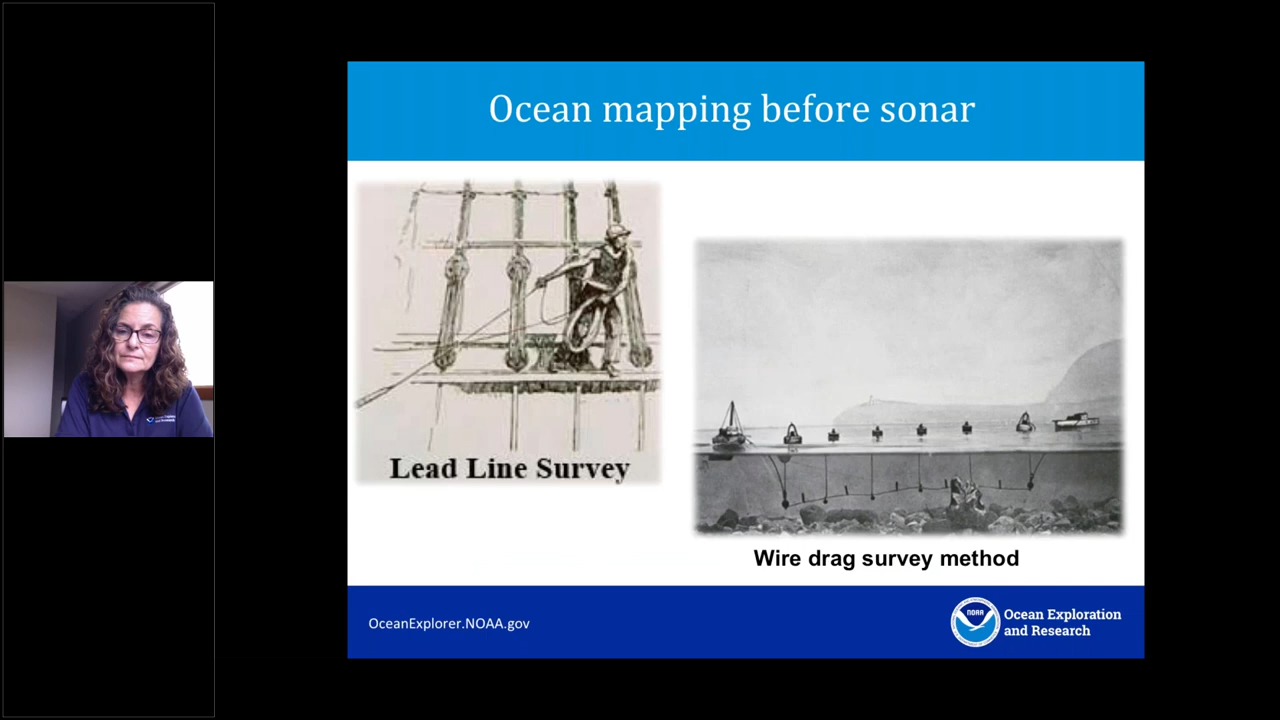 Ocean mapping before sonar
Lead Line Survey
Wire drag survey method
OceanExplorer.NOAA.gov
NOAA
Ocean Exploration
and Research